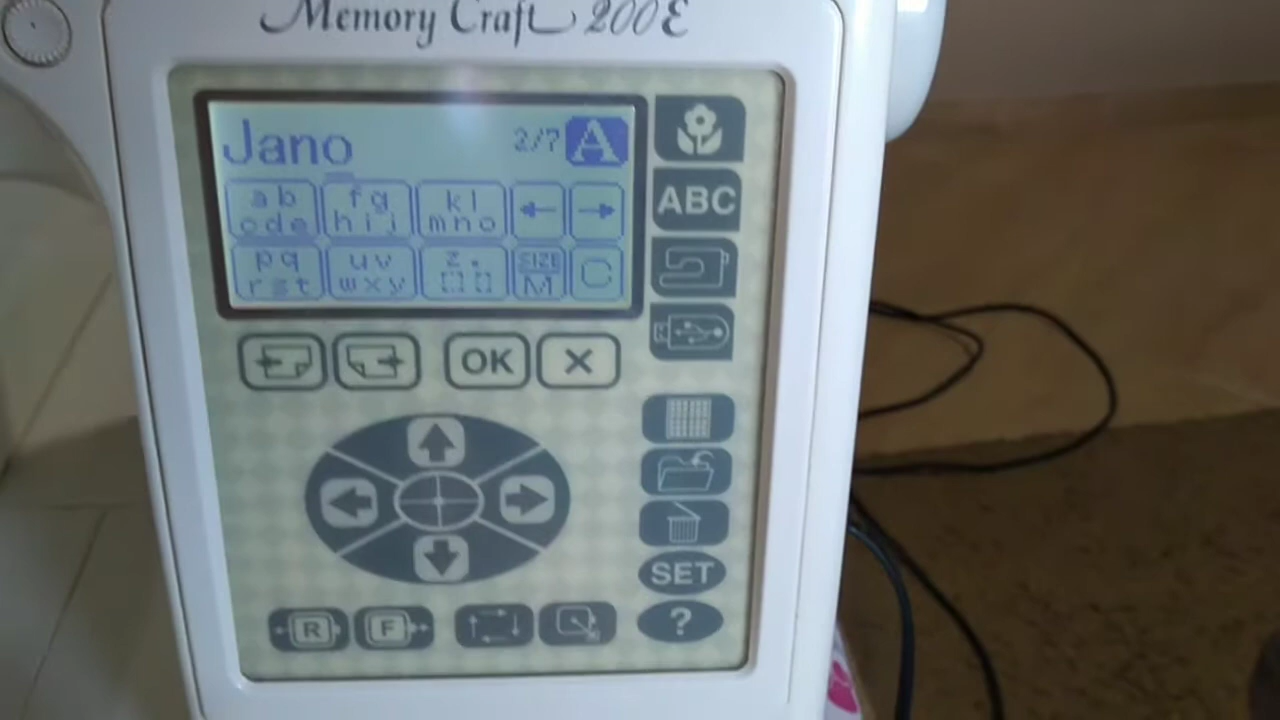 Memory Craft 200E
Jano 2/7 A
ab fg kl
cde hij mno
pq uv z. SIZE C
rst wxy M
ABC
OK X
R F
SET
?